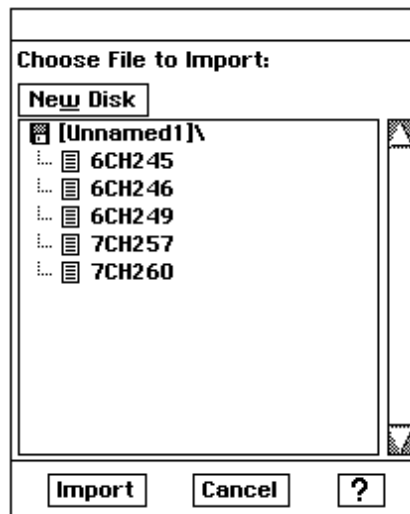 Choose File to Import:
New Disk
[Unnamed1]\
6CH245
6CH246
6CH249
7CH257
7CH260
Import Cancel ?